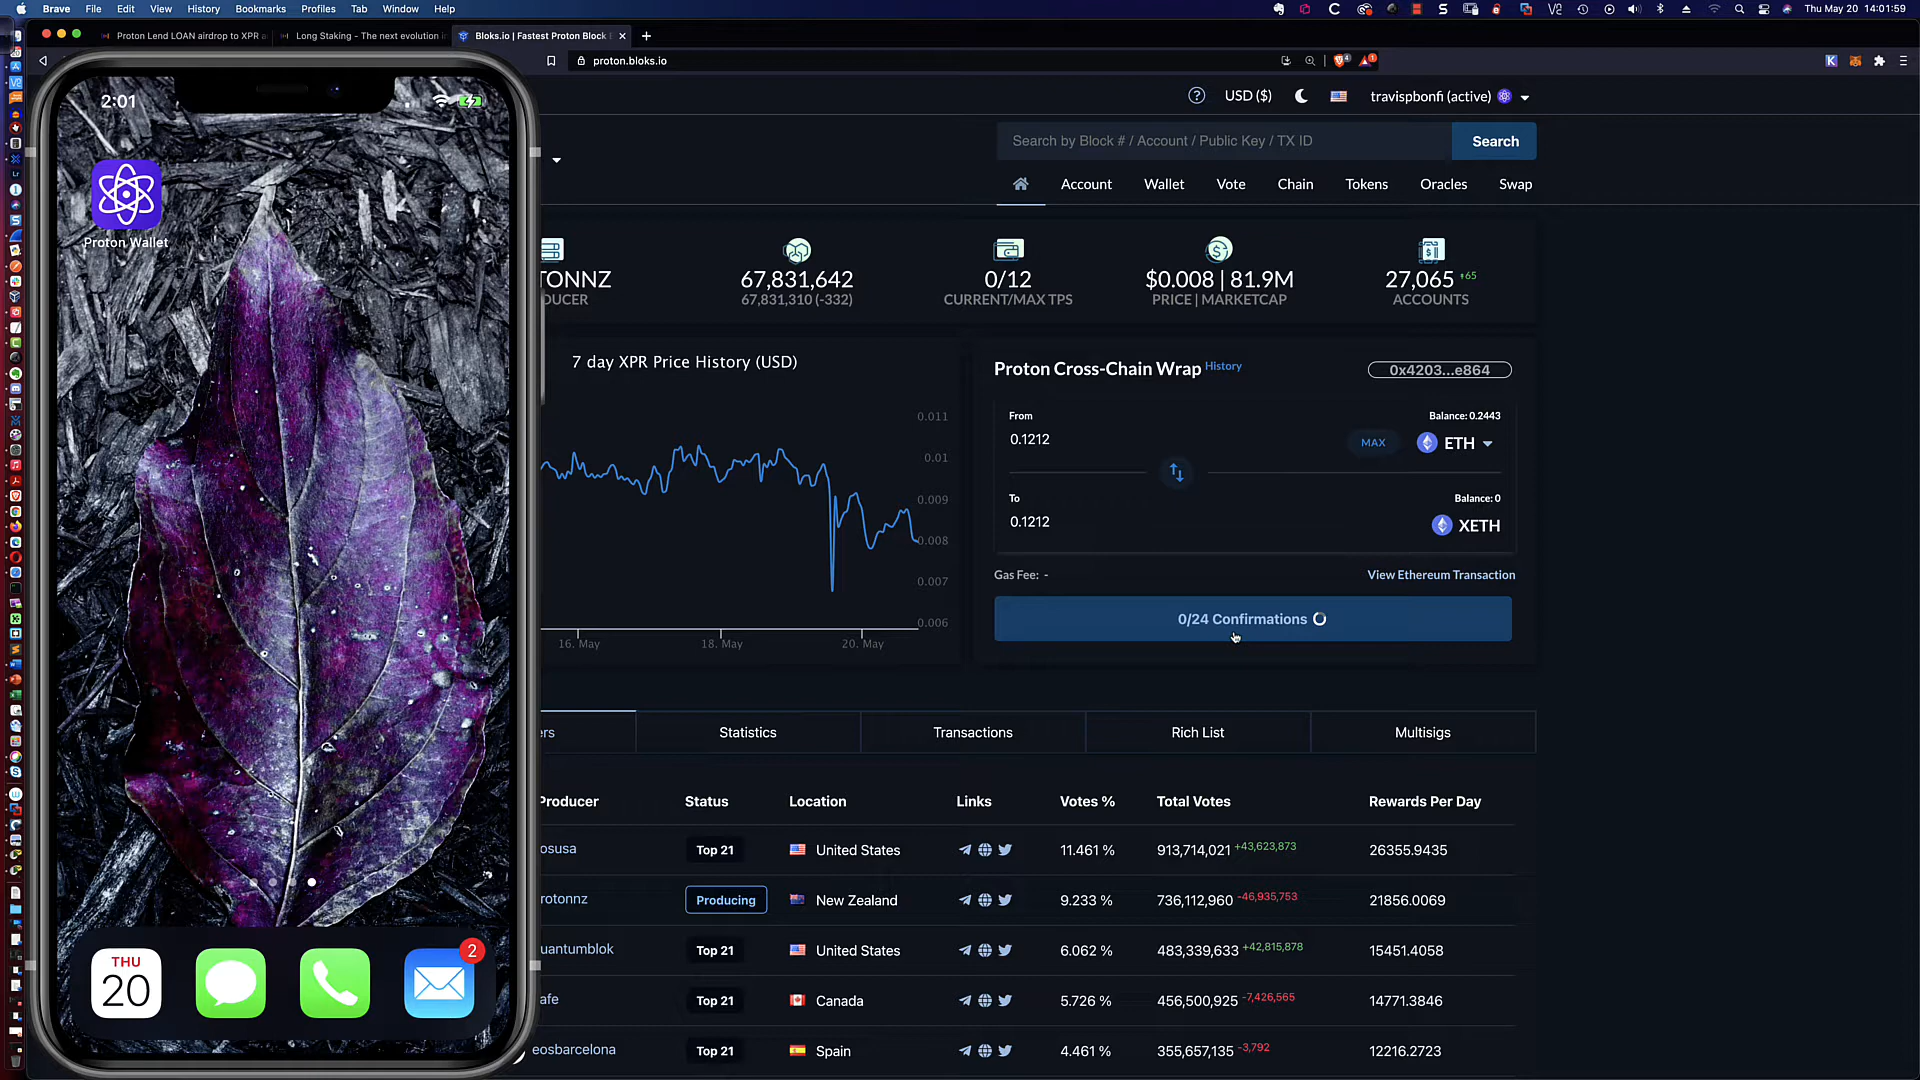 Brave File Edit View History Bookmarks Profiles Tab Window Help
Thu May 20 14:01:59
Proton Lend LOAN airdrop to XPR
Long Staking - The next evolution
Bloks.io | Fastest Proton Block
proton.bloks.io
2:01
Proton Wallet
USD ($)
travispbonfi (active)
Search by Block # / Account / Public Key / TX ID
Search
Account Wallet Vote Chain Tokens Oracles Swap
TONNZ
DUCER
67,831,642
67,831,310 (-332)
0/12
CURRENT/MAX TPS
$0.008 | 81.9M
PRICE | MARKETCAP
27,065 +65
ACCOUNTS
7 day XPR Price History (USD)
0.011
0.01
0.009
0.008
0.007
0.006
16. May 18. May 20. May
Proton Cross-Chain Wrap History
0x4203...e864
From
Balance: 0.2443
0.1212
MAX
ETH
To
Balance: 0
0.1212
XETH
Gas Fee: -
View Ethereum Transaction
0/24 Confirmations
ers Statistics Transactions Rich List Multisigs
Producer Status Location Links Votes % Total Votes Rewards Per Day
osusa Top 21 United States 11.461 % 913,714,021 +43,623,873 26355.9435
rotonnz Producing New Zealand 9.233 % 736,112,960 -46,935,753 21856.0069
uantumblok Top 21 United States 6.062 % 483,339,633 +42,815,878 15451.4058
afe Top 21 Canada 5.726 % 456,500,925 -7,426,565 14771.3846
eosbarcelona Top 21 Spain 4.461 % 355,657,135 -3,792 12216.2723
THU
20
2